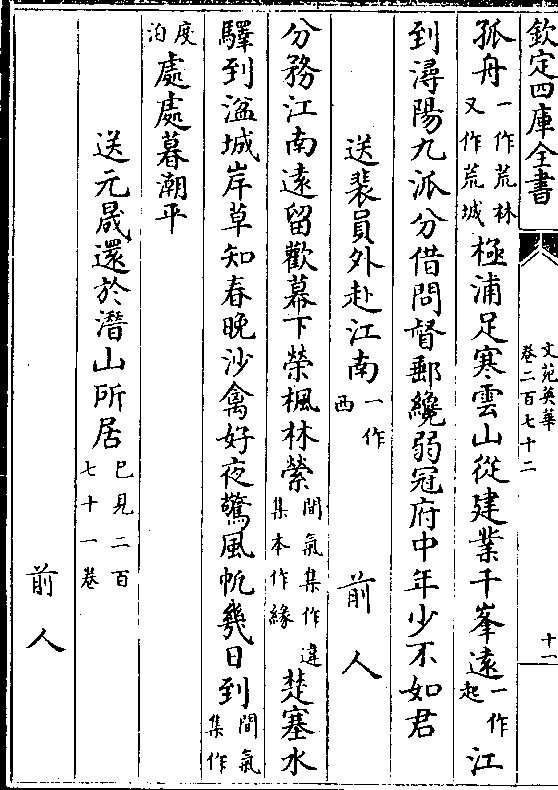 欽定四庫全書
文苑英華
卷二百七十二
十一
孤舟一作荒林又作荒城極浦足寒雲山從建業千峯遠一作起江
到潯陽九派分借問督郵纔弱冠府中年少不如君
送裴員外赴江南一作西
前人
分務江南遠留歡幕下榮楓林縈間氣集作違集本作緣楚塞水
驛到湓城岸草知春晚沙禽好夜驚風帆幾日到間氣集作
度泊處處暮潮平
送元晟還於潛山所居已見二百七十一卷
前人